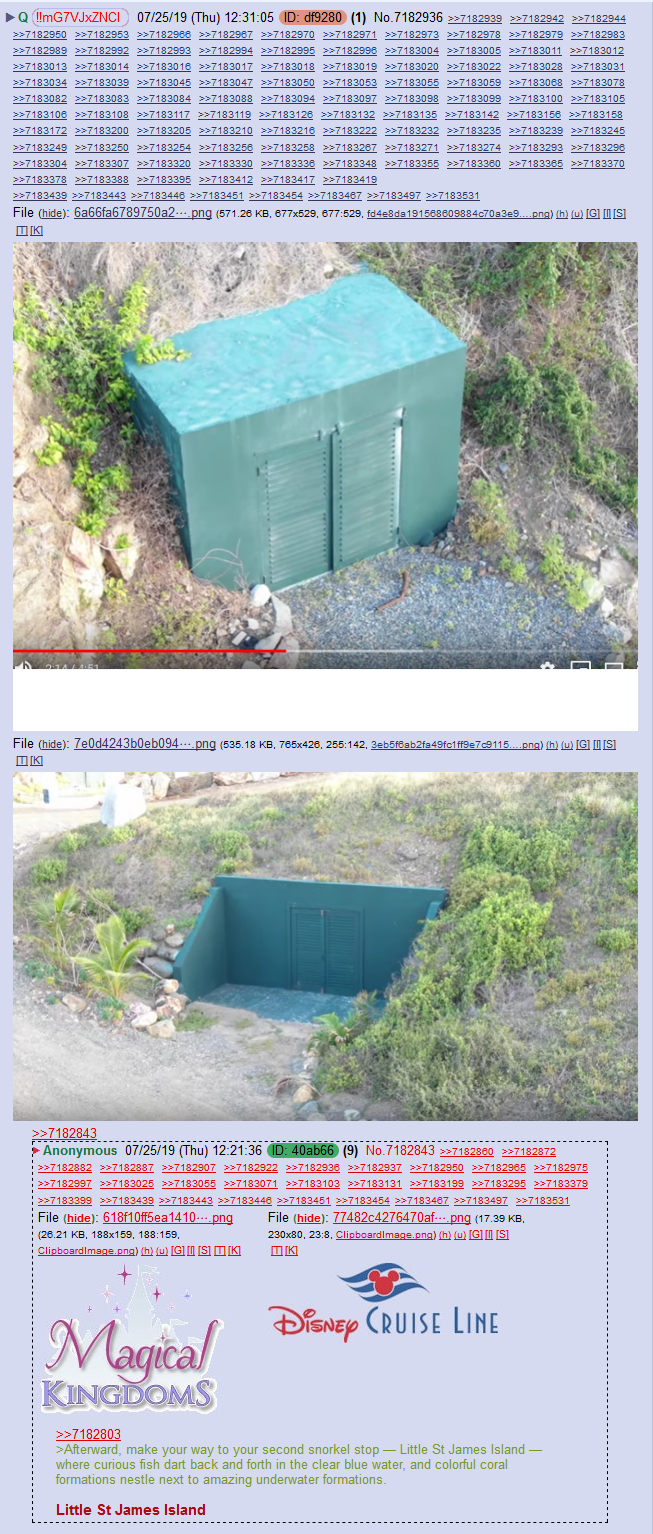 Q !!mG7VJxZNCI 07/25/19 (Thu) 12:31:05 ID: df9280 (1) No.7182936 >>7182939 >>7182942 >>7182944
>>7182950 >>7182953 >>7182966 >>7182967 >>7182970 >>7182971 >>7182973 >>7182978 >>7182979 >>7182983
>>7182989 >>7182992 >>7182993 >>7182994 >>7182995 >>7182996 >>7183004 >>7183005 >>7183011 >>7183012
>>7183013 >>7183014 >>7183016 >>7183017 >>7183018 >>7183019 >>7183020 >>7183022 >>7183028 >>7183031
>>7183034 >>7183039 >>7183045 >>7183047 >>7183050 >>7183053 >>7183055 >>7183059 >>7183068 >>7183078
>>7183082 >>7183083 >>7183084 >>7183088 >>7183094 >>7183097 >>7183098 >>7183099 >>7183100 >>7183105
>>7183106 >>7183108 >>7183117 >>7183119 >>7183126 >>7183132 >>7183135 >>7183142 >>7183156 >>7183158
>>7183172 >>7183200 >>7183205 >>7183210 >>7183216 >>7183222 >>7183232 >>7183235 >>7183239 >>7183245
>>7183249 >>7183250 >>7183254 >>7183256 >>7183258 >>7183267 >>7183271 >>7183274 >>7183293 >>7183296
>>7183304 >>7183307 >>7183320 >>7183330 >>7183336 >>7183348 >>7183355 >>7183360 >>7183365 >>7183370
>>7183378 >>7183388 >>7183395 >>7183412 >>7183417 >>7183419
>>7183439 >>7183443 >>7183446 >>7183451 >>7183454 >>7183467 >>7183497 >>7183531
File (hide): 6a66fa6789750a2⋯.png (571.26 KB, 677x529, 677:529, fd4e8da191568609884c70a3e9….png) (h) (u) [G] [I] [S]
[T] [K]
2:14 / 4:51
File (hide): 7e0d4243b0eb094⋯.png (535.18 KB, 765x426, 255:142, 3eb5f6ab2fa49fc1ff9e7c9115….png) (h) (u) [G] [I] [S]
[T] [K]
>>7182843
Anonymous 07/25/19 (Thu) 12:21:36 ID: 40ab66 (9) No.7182843 >>7182860 >>7182872
>>7182882 >>7182887 >>7182907 >>7182922 >>7182936 >>7182937 >>7182950 >>7182965 >>7182975
>>7182997 >>7183025 >>7183055 >>7183071 >>7183103 >>7183131 >>7183199 >>7183295 >>7183379
>>7183399 >>7183439 >>7183443 >>7183446 >>7183451 >>7183454 >>7183467 >>7183497 >>7183531
File (hide): 618f10ff5ea1410⋯.png
(26.21 KB, 188x159, 188:159,
ClipboardImage.png) (h) (u) [G] [I] [S] [T] [K]
File (hide): 77482c4276470af⋯.png (17.39 KB,
230x80, 23:8, ClipboardImage.png) (h) (u) [G] [I] [S]
[T] [K]
Magical
KINGDOMS
DISNEY CRUISE LINE
>>7182803
>Afterward, make your way to your second snorkel stop — Little St James Island —
where curious fish dart back and forth in the clear blue water, and colorful coral
formations nestle next to amazing underwater formations.
Little St James Island